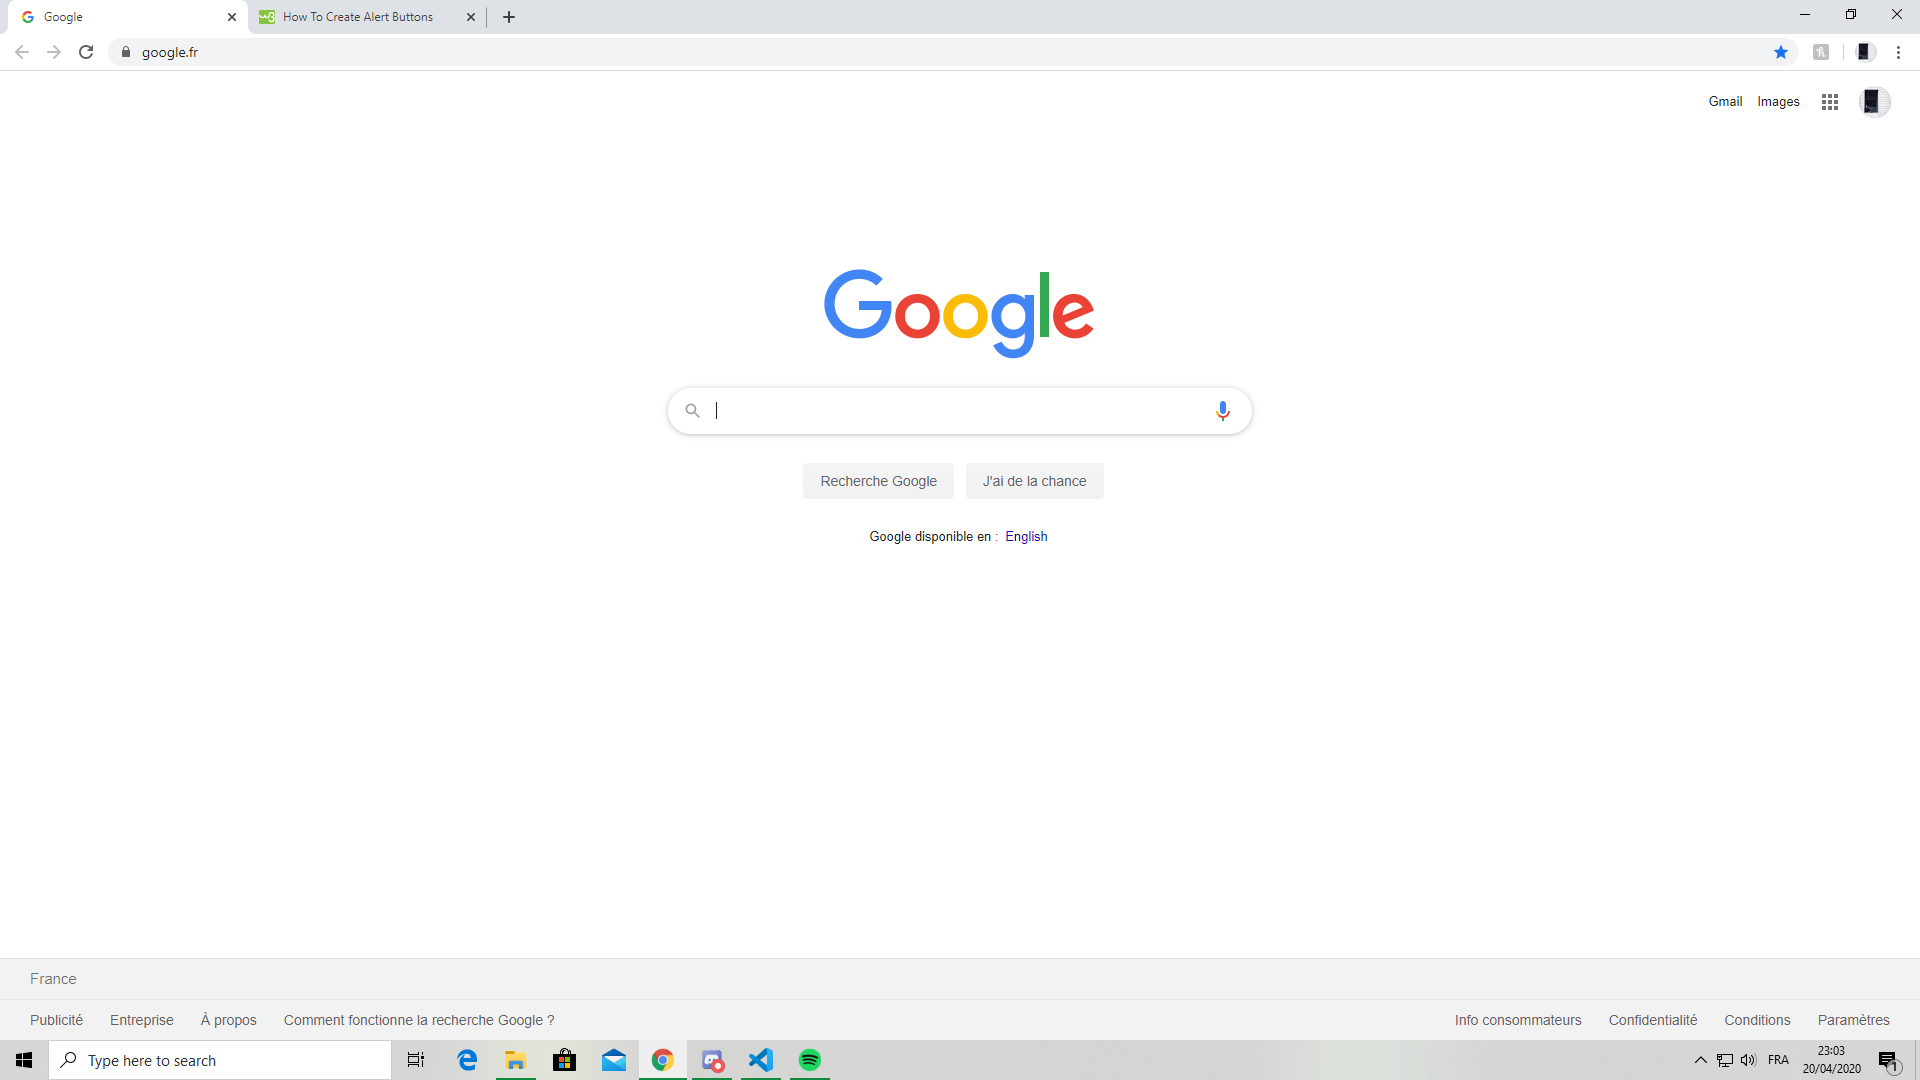 Google
How To Create Alert Buttons
google.fr
Gmail Images
Google
Recherche Google J'ai de la chance
Google disponible en : English
France
Publicité Entreprise À propos Comment fonctionne la recherche Google ? Info consommateurs Confidentialité Conditions Paramètres
Type here to search
FRA
23:03
20/04/2020
1